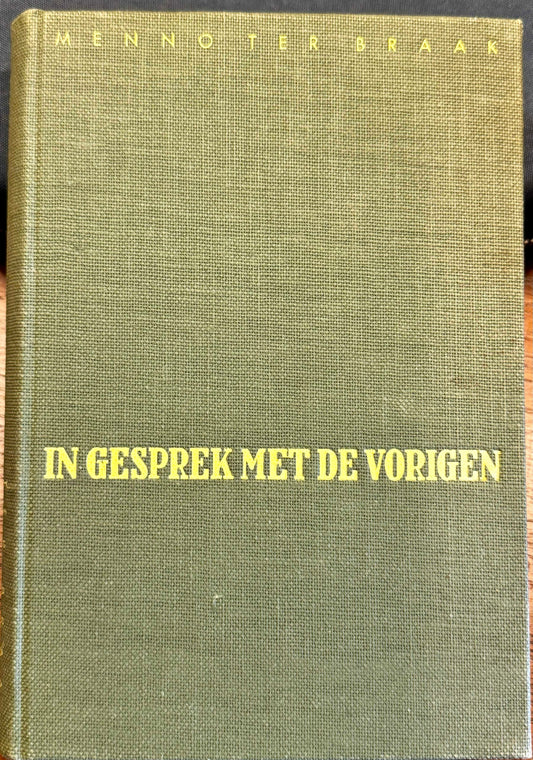 MENNO TER BRAAK
IN GESPREK MET DE VORIGEN